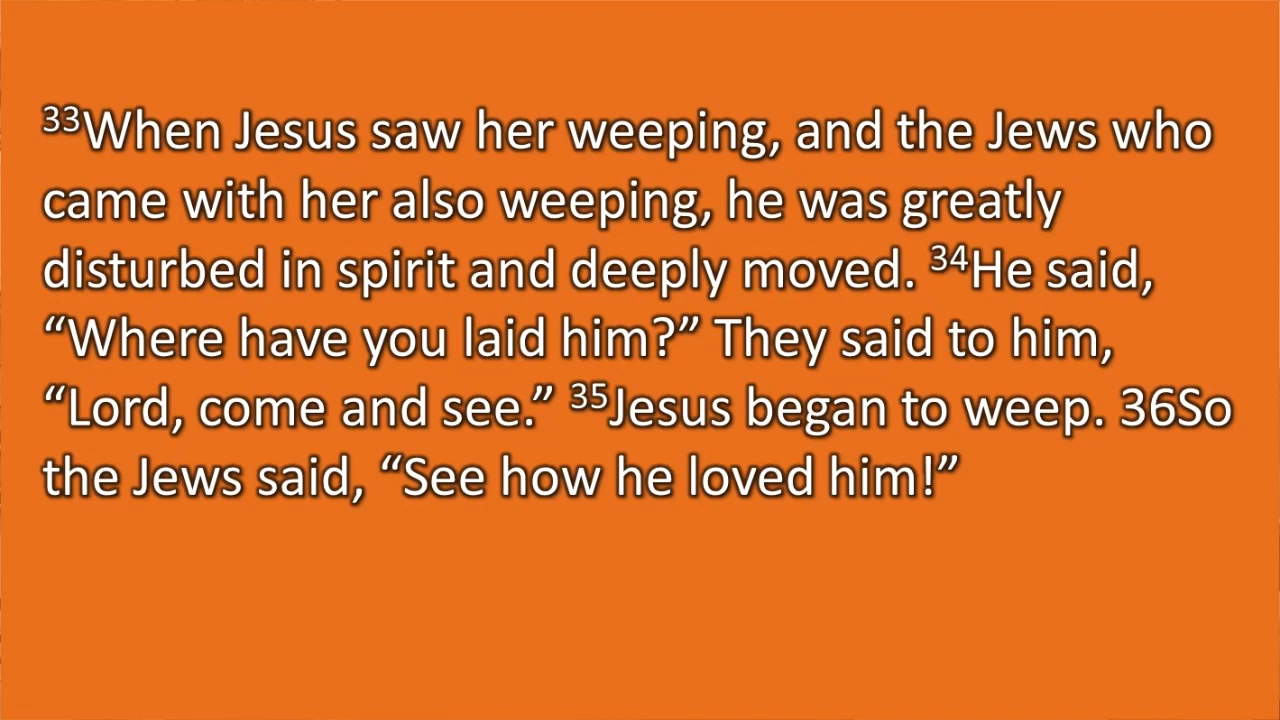 ³³When Jesus saw her weeping, and the Jews who
came with her also weeping, he was greatly
disturbed in spirit and deeply moved. ³⁴He said,
“Where have you laid him?” They said to him,
“Lord, come and see.” ³⁵Jesus began to weep. 36So
the Jews said, “See how he loved him!”